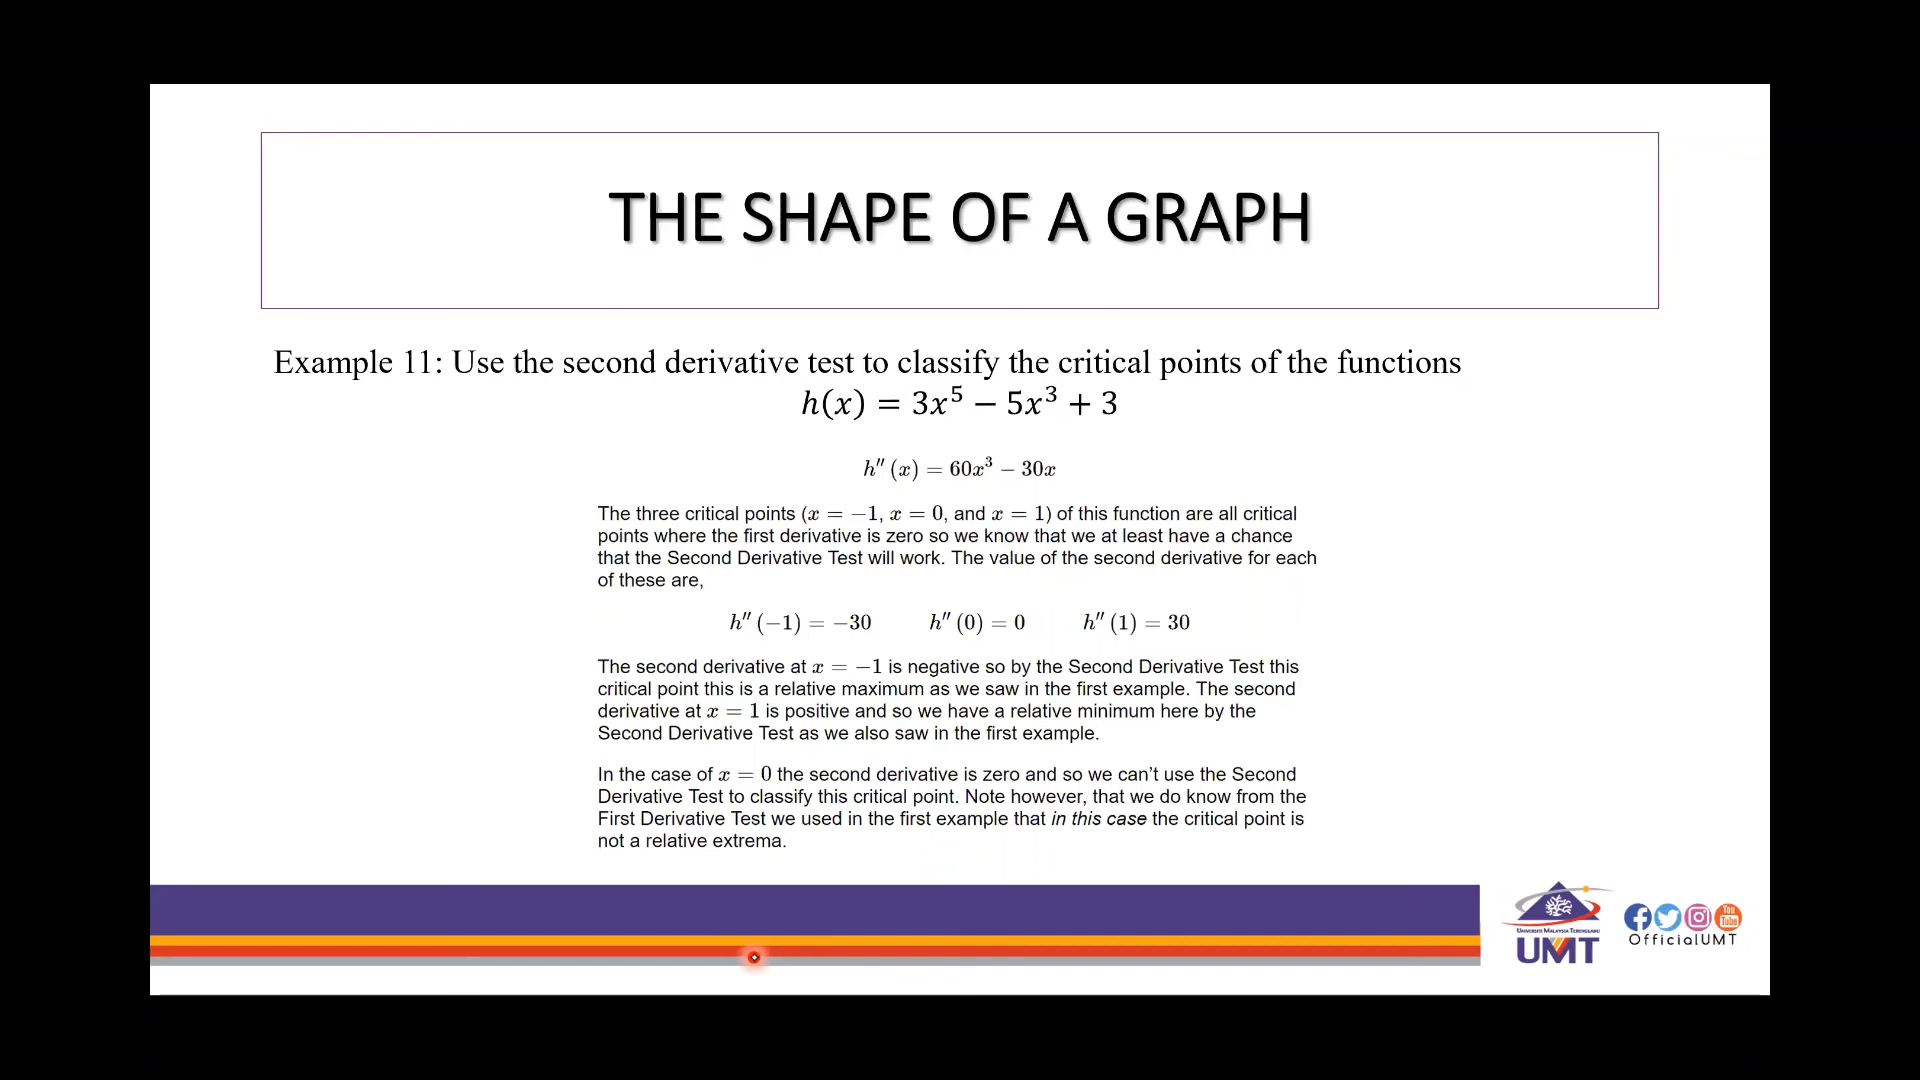 THE SHAPE OF A GRAPH
Example 11: Use the second derivative test to classify the critical points of the functions
h(x) = 3x⁵ − 5x³ + 3
h″ (x) = 60x³ − 30x
The three critical points (x = −1, x = 0, and x = 1) of this function are all critical
points where the first derivative is zero so we know that we at least have a chance
that the Second Derivative Test will work. The value of the second derivative for each
of these are,
h″ (−1) = −30 h″ (0) = 0 h″ (1) = 30
The second derivative at x = −1 is negative so by the Second Derivative Test this
critical point this is a relative maximum as we saw in the first example. The second
derivative at x = 1 is positive and so we have a relative minimum here by the
Second Derivative Test as we also saw in the first example.
In the case of x = 0 the second derivative is zero and so we can’t use the Second
Derivative Test to classify this critical point. Note however, that we do know from the
First Derivative Test we used in the first example that in this case the critical point is
not a relative extrema.
UNIVERSITI MALAYSIA TERENGGANU
UMT
You
Tube
OfficialUMT